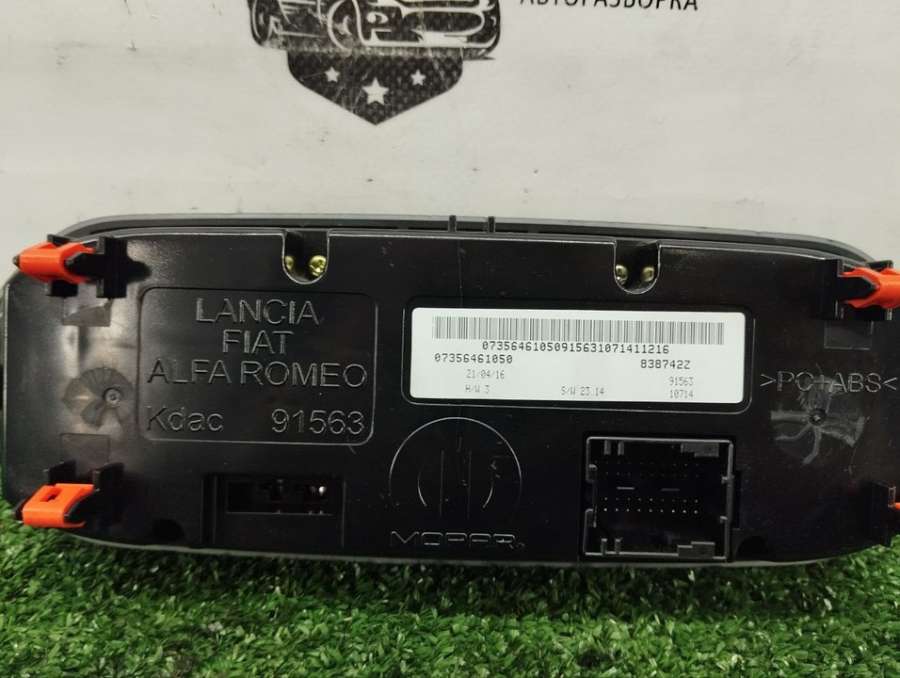 АВТОРАЗБОРКА
LANCIA
FIAT
ALFA ROMEO
Kdac 91563
07356461050915631071411216
07356461050 838742Z
21/04/16 91563
H/W 3 S/W 23.14 10714
>PC+ABS<
MOPAR®